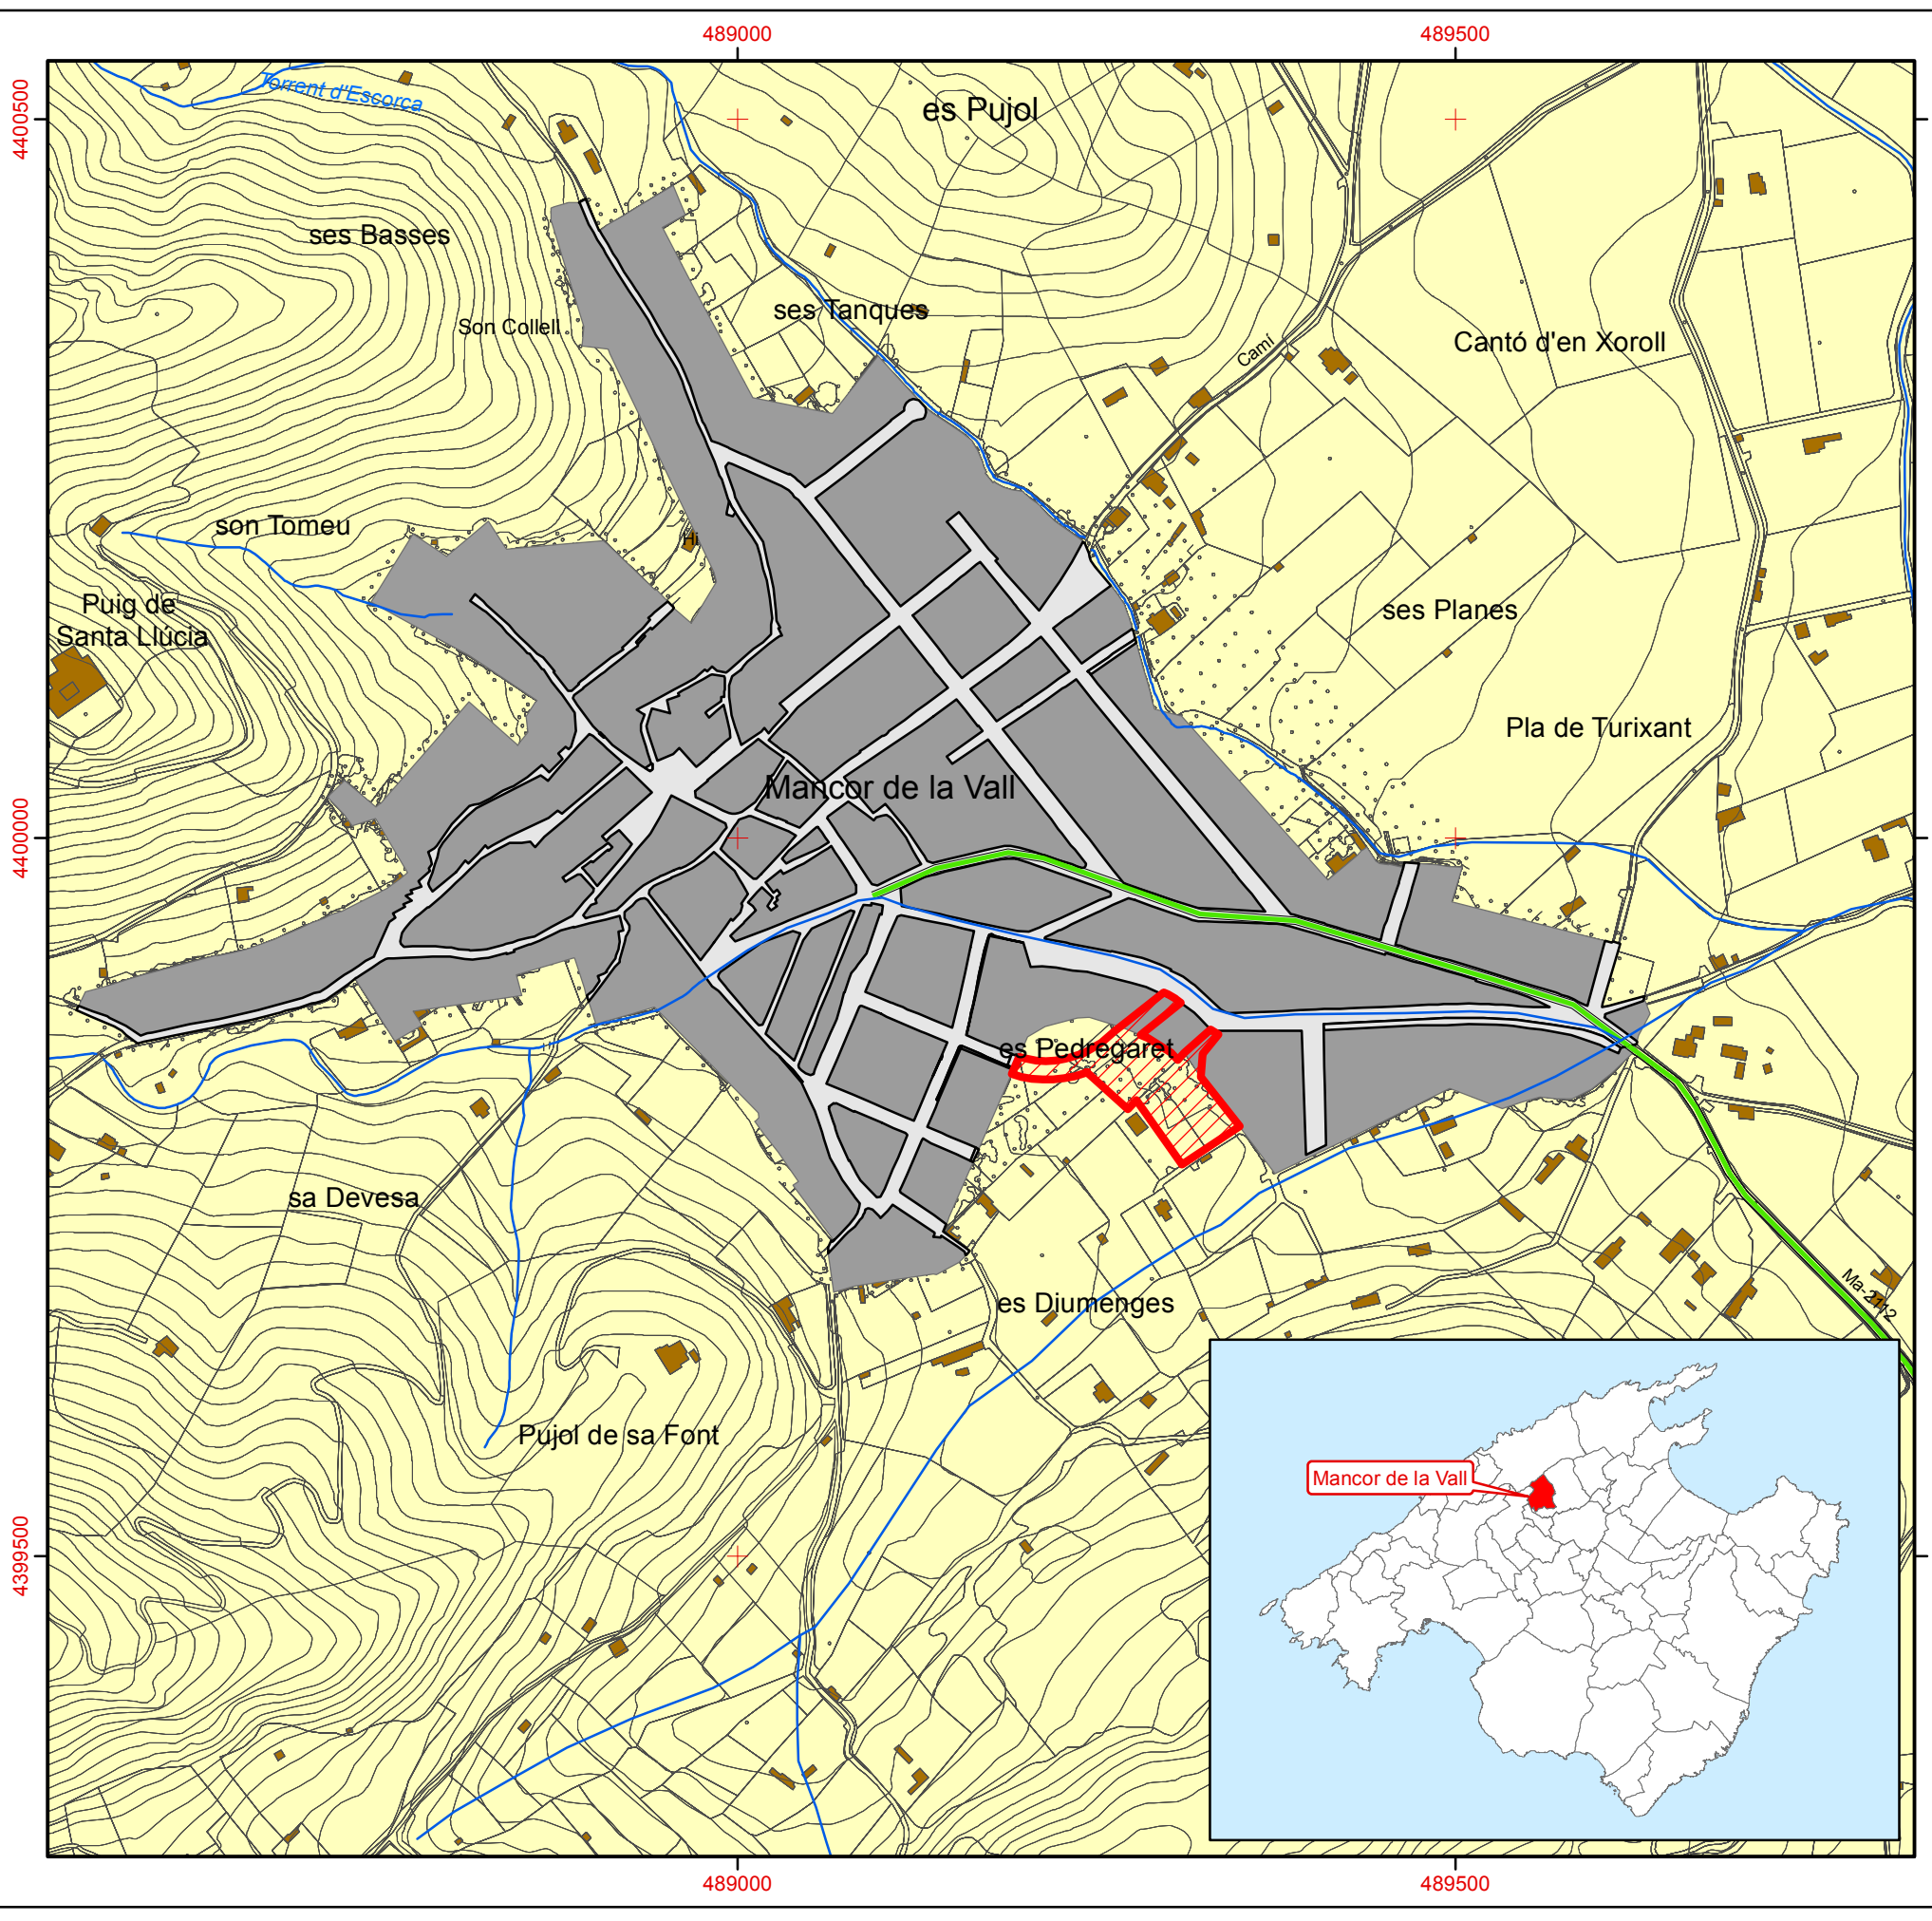 489000
489500
4400500
Torrent d'Escorca
es Pujol
ses Basses
ses Tanques
Son Collell
Camí
Cantó d'en Xoroll
son Tomeu
Hi
Puig de
Santa Llúcia
ses Planes
Pla de Turixant
Mancor de la Vall
4400000
es Pedregaret
sa Devesa
es Diumenges
Ma-2112
Pujol de sa Font
Mancor de la Vall
4399500
489000
489500